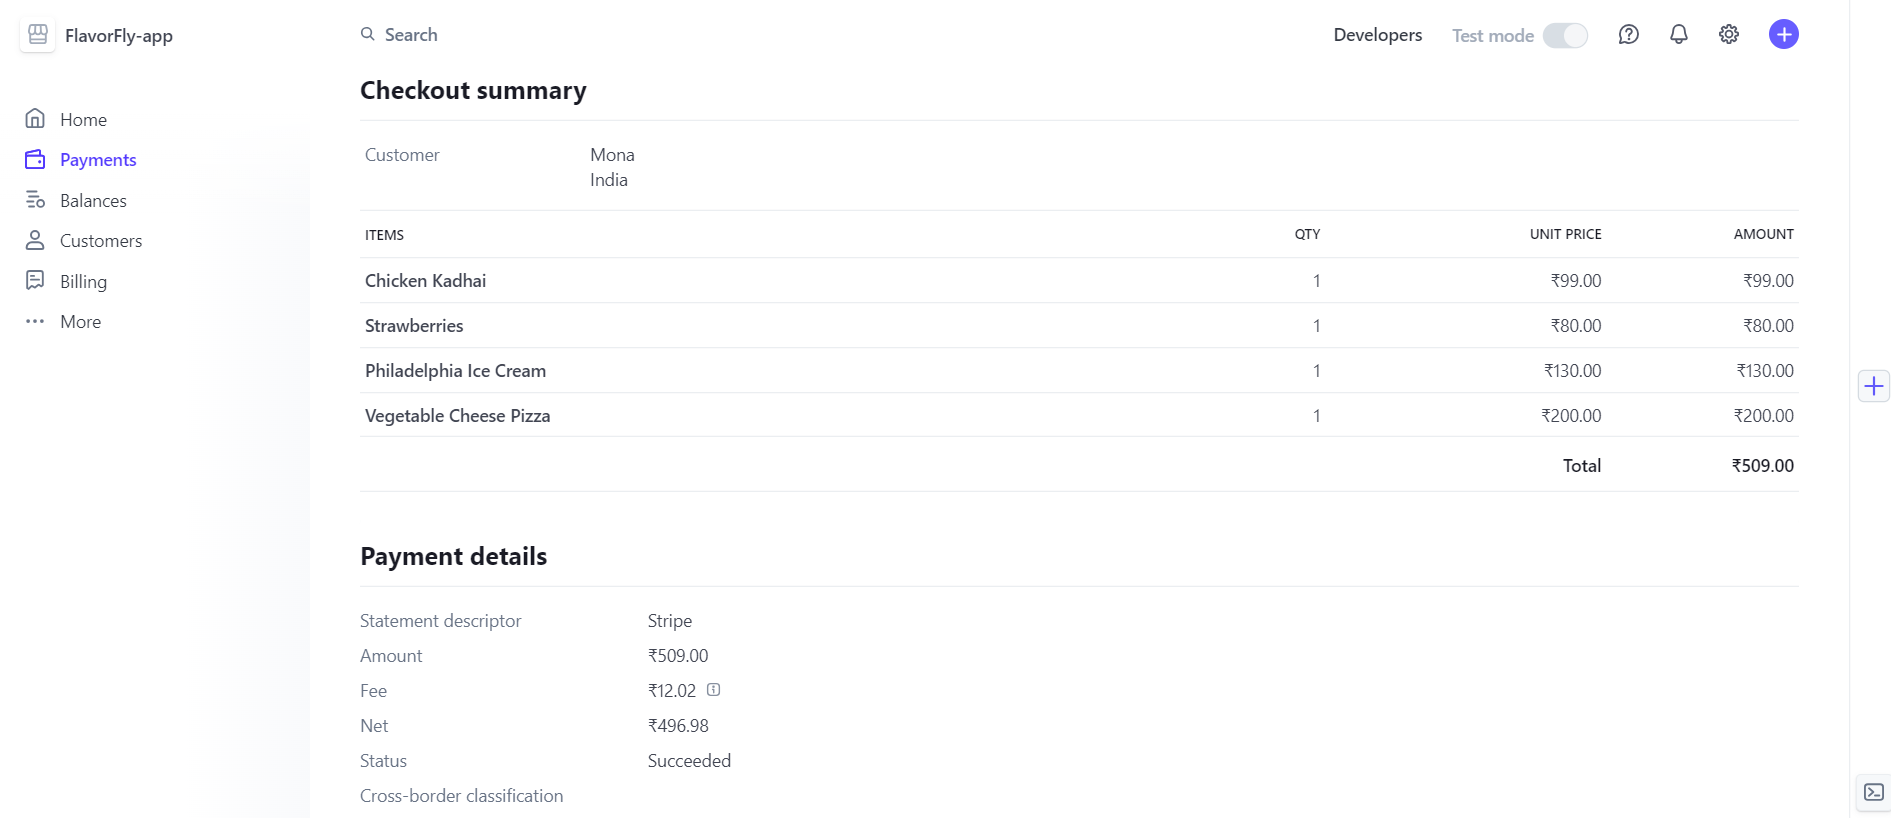 FlavorFly-app
Search
Developers
Test mode
Home
Payments
Balances
Customers
Billing
More
Checkout summary
Customer Mona
India
ITEMS QTY UNIT PRICE AMOUNT
Chicken Kadhai 1 ₹99.00 ₹99.00
Strawberries 1 ₹80.00 ₹80.00
Philadelphia Ice Cream 1 ₹130.00 ₹130.00
Vegetable Cheese Pizza 1 ₹200.00 ₹200.00
Total ₹509.00
Payment details
Statement descriptor Stripe
Amount ₹509.00
Fee ₹12.02
Net ₹496.98
Status Succeeded
Cross-border classification